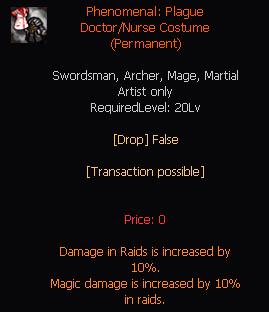 Phenomenal: Plague
Doctor/Nurse Costume
(Permanent)
Swordsman, Archer, Mage, Martial
Artist only
RequiredLevel: 20Lv
[Drop] False
[Transaction possible]
Price: 0
Damage in Raids is increased by
10%.
Magic damage is increased by 10%
in raids.